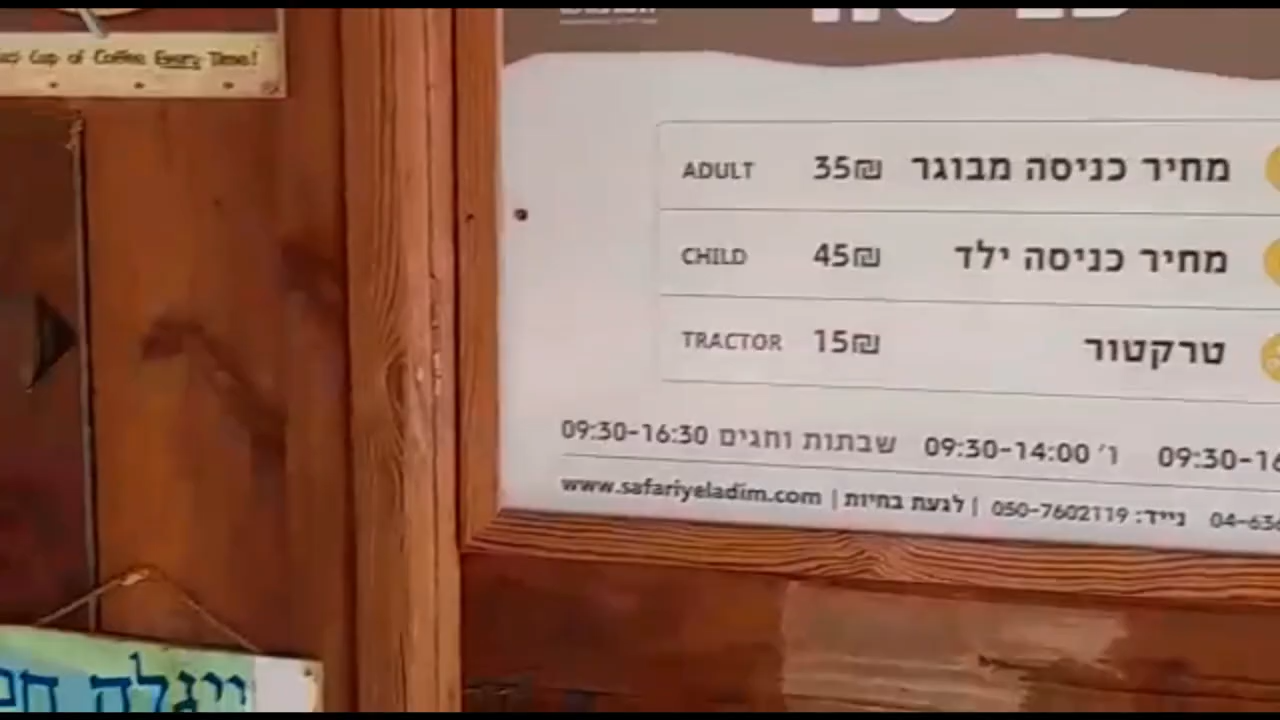 Cup of Coffee Every Time!
ADULT 35₪ מחיר כניסה מבוגר
CHILD 45₪ מחיר כניסה ילד
TRACTOR 15₪ טרקטור
09:30-16 ו׳ 09:30-14:00 שבתות וחגים 09:30-16:30
www.safariyeladim.com | לגעת בחיות | נייד: 050-7602119 04-636